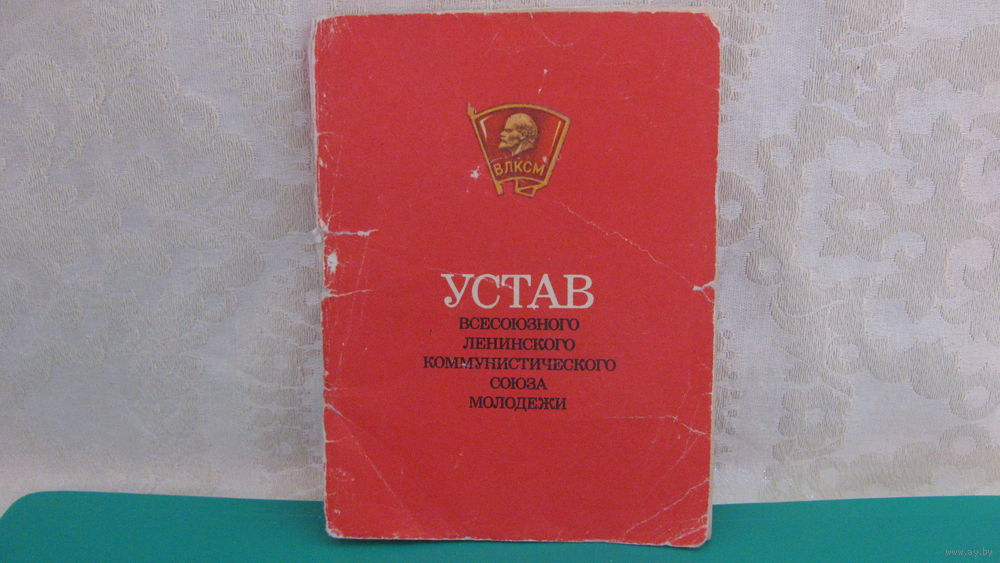 ВЛКСМ
УСТАВ
ВСЕСОЮЗНОГО
ЛЕНИНСКОГО
КОММУНИСТИЧЕСКОГО
СОЮЗА
МОЛОДЕЖИ
www.ay.by